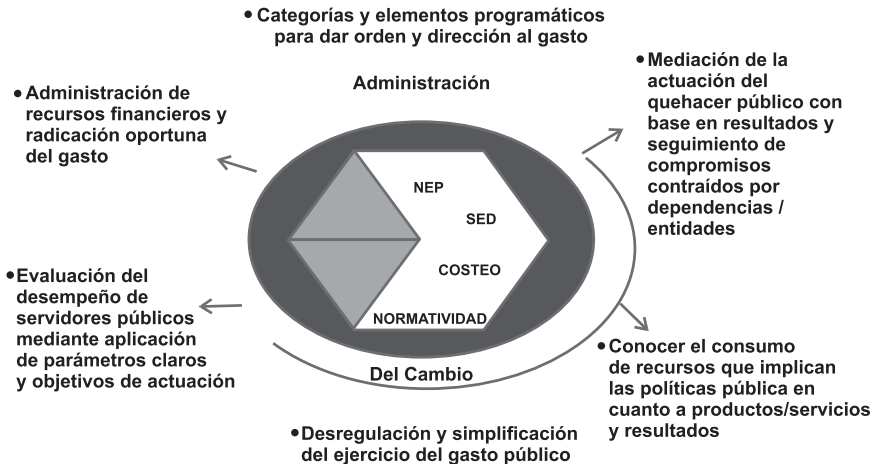 • Categorías y elementos programáticos
para dar orden y dirección al gasto
Administración
• Mediación de la
actuación del
quehacer público con
base en resultados y
seguimiento de
compromisos
contraídos por
dependencias /
entidades
• Administración de
recursos financieros y
radicación oportuna
del gasto
NEP
SED
COSTEO
NORMATIVIDAD
• Evaluación del
desempeño de
servidores públicos
mediante aplicación
de parámetros claros
y objetivos de actuación
Del Cambio
• Conocer el consumo
de recursos que implican
las políticas pública en
cuanto a productos/servicios
y resultados
• Desregulación y simplificación
del ejercicio del gasto público